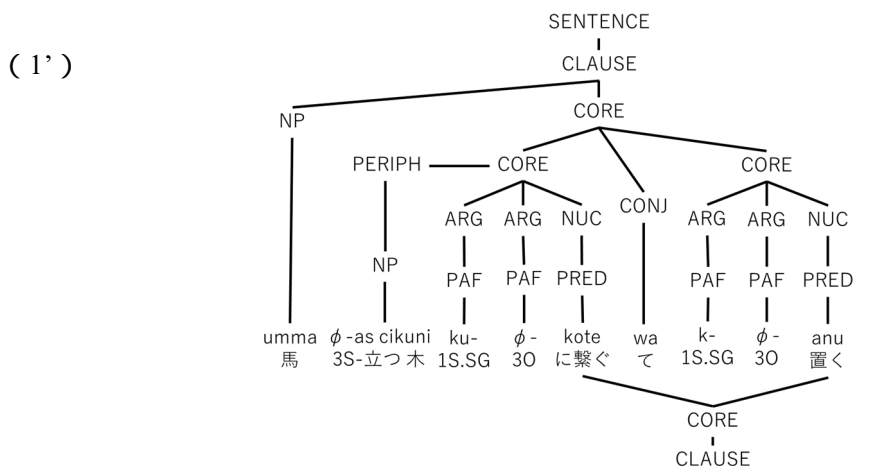 SENTENCE
( 1’ )
CLAUSE
CORE
NP
PERIPH CORE CORE
CONJ
ARG ARG NUC ARG ARG NUC
NP
PAF PAF PRED PAF PAF PRED
umma ϕ-as cikuni ku- ϕ- kote wa k- ϕ- anu
馬 3S-立つ 木 1S.SG 3O に繋ぐ て 1S.SG 3O 置く
CORE
CLAUSE